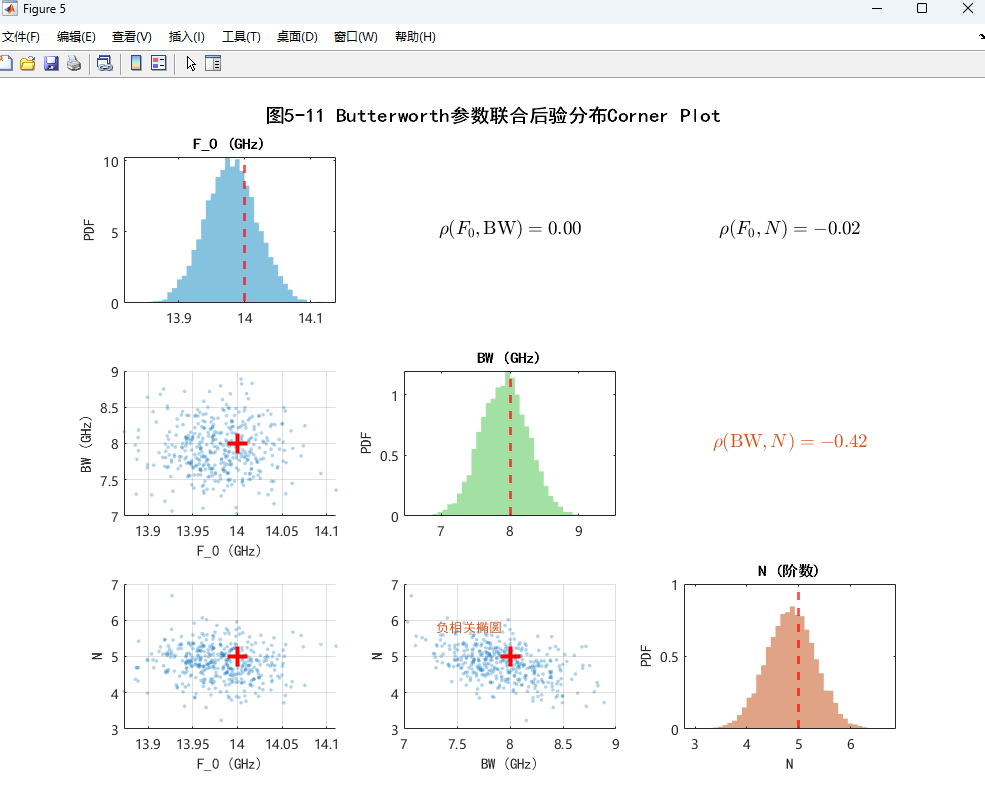 Figure 5
文件(F) 编辑(E) 查看(V) 插入(I) 工具(T) 桌面(D) 窗口(W) 帮助(H)
图5-11 Butterworth参数联合后验分布Corner Plot
F_0 (GHz)
10
5
0
PDF
13.9 14 14.1
ρ(F₀, BW) = 0.00
ρ(F₀, N) = −0.02
9
8.5
8
7.5
7
BW (GHz)
13.9 13.95 14 14.05 14.1
F_0 (GHz)
BW (GHz)
1
0.5
0
PDF
7 8 9
ρ(BW, N) = −0.42
7
6
5
4
3
N
13.9 13.95 14 14.05 14.1
F_0 (GHz)
7
6
5
4
3
N
负相关椭圆
7 7.5 8 8.5 9
BW (GHz)
N (阶数)
1
0.5
0
PDF
3 4 5 6
N